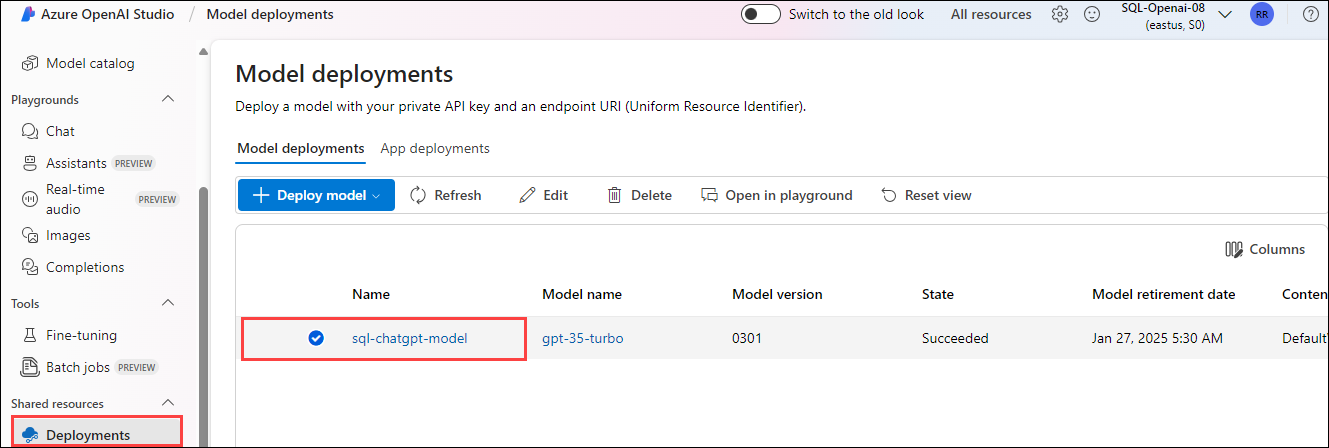 Azure OpenAI Studio / Model deployments
Switch to the old look
All resources
SQL-Openai-08
(eastus, S0)
RR
Model catalog
Playgrounds
Chat
Assistants PREVIEW
Real-time
audio
PREVIEW
Images
Completions
Tools
Fine-tuning
Batch jobs PREVIEW
Shared resources
Deployments
Model deployments
Deploy a model with your private API key and an endpoint URI (Uniform Resource Identifier).
Model deployments App deployments
Deploy model Refresh Edit Delete Open in playground Reset view
Columns
Name Model name Model version State Model retirement date Conten
sql-chatgpt-model gpt-35-turbo 0301 Succeeded Jan 27, 2025 5:30 AM Default